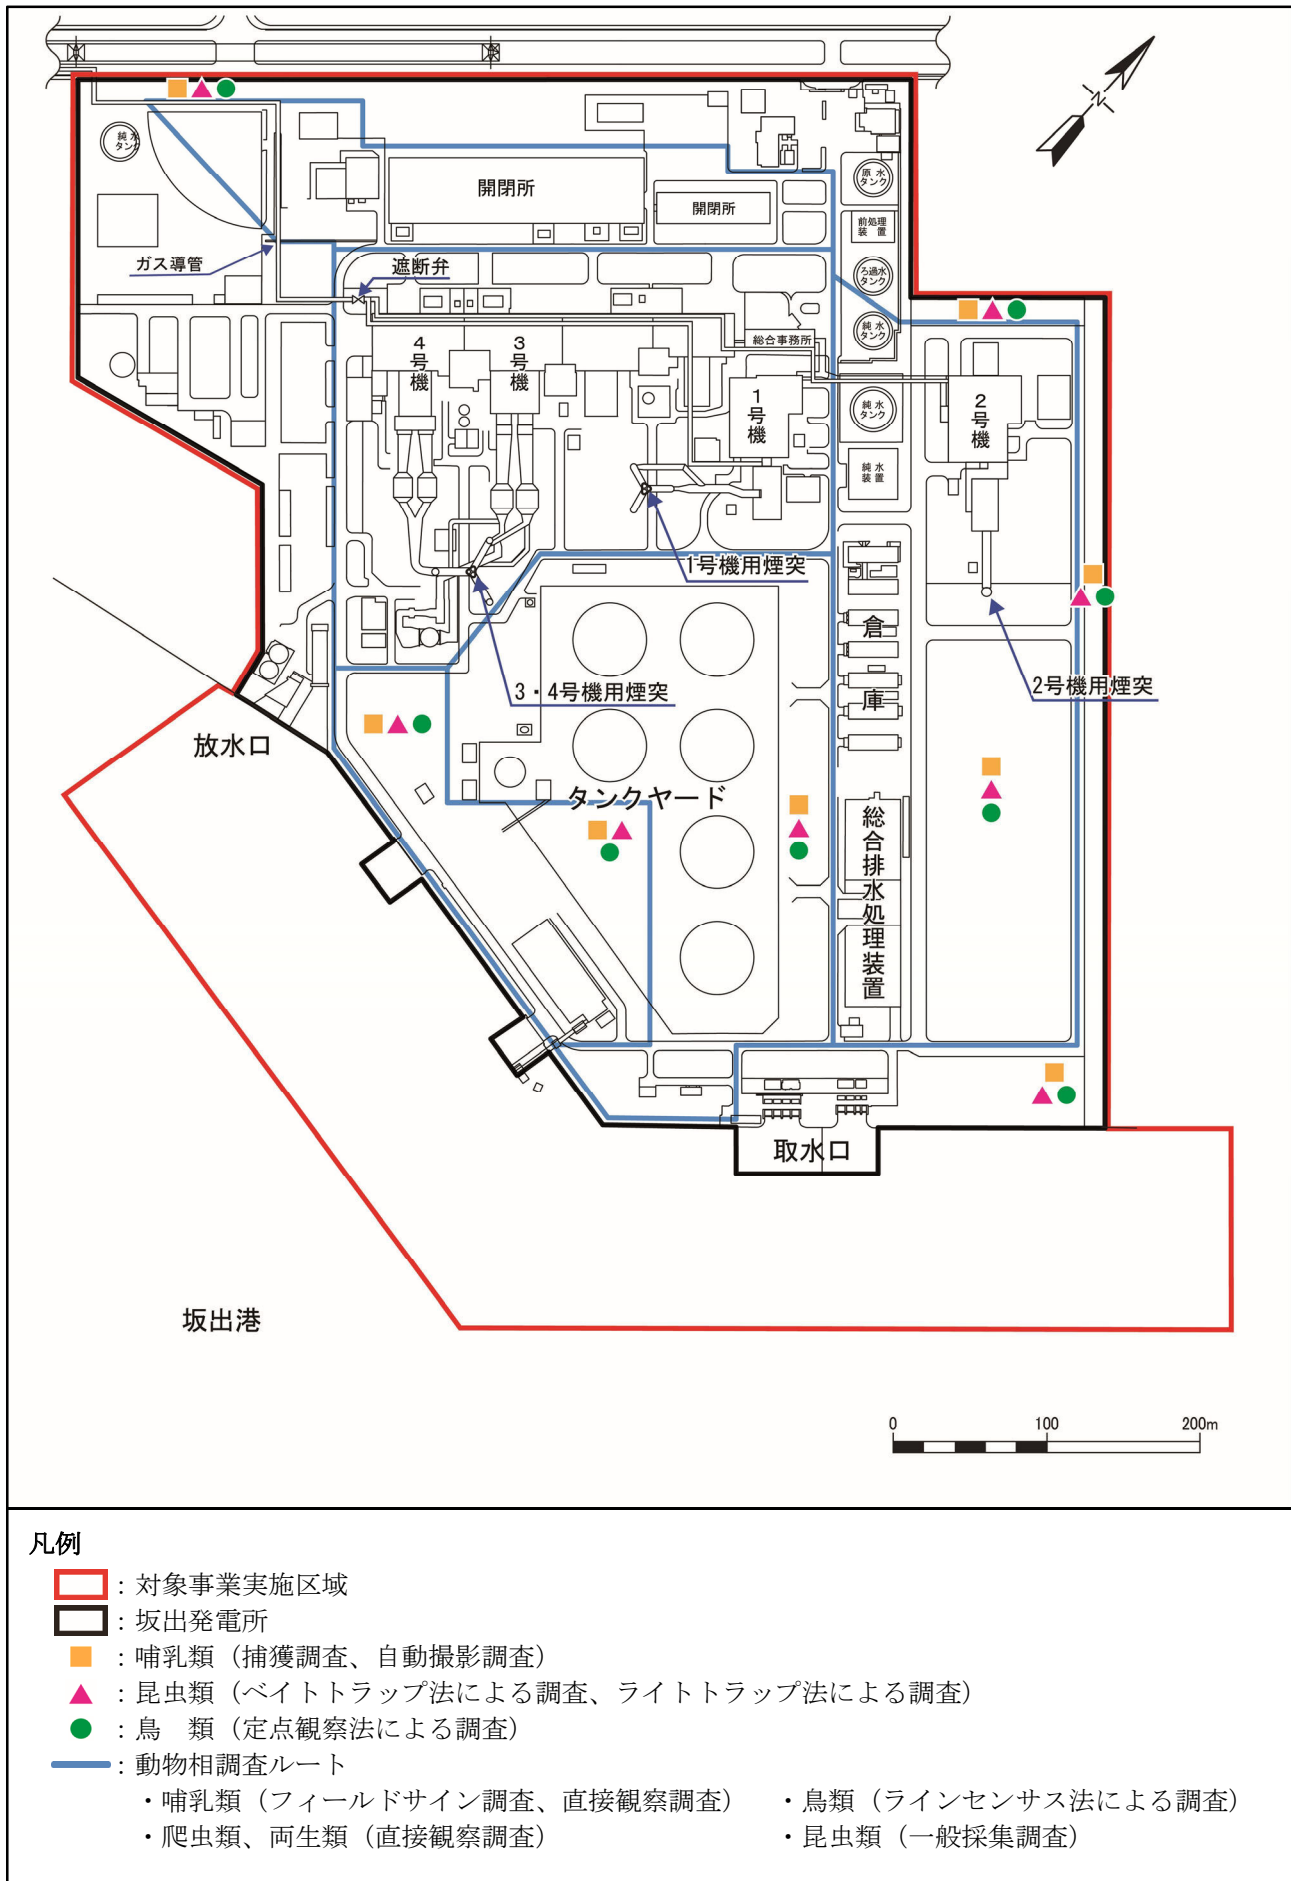 N
純水
タンク
原水
タンク
開閉所
開閉所
前処理
装置
ガス導管
遮断弁
ろ過水
タンク
純水
タンク
総合事務所
4号機
3号機
1号機
2号機
純水
タンク
純水
装置
1号機用煙突
倉庫
3・4号機用煙突
2号機用煙突
放水口
タンクヤード
総合排水処理装置
取水口
坂出港
0 100 200m
凡例
：対象事業実施区域
：坂出発電所
：哺乳類（捕獲調査、自動撮影調査）
：昆虫類（ベイトトラップ法による調査、ライトトラップ法による調査）
：鳥　類（定点観察法による調査）
：動物相調査ルート
・哺乳類（フィールドサイン調査、直接観察調査）　・鳥類（ラインセンサス法による調査）
・爬虫類、両生類（直接観察調査）　・昆虫類（一般採集調査）